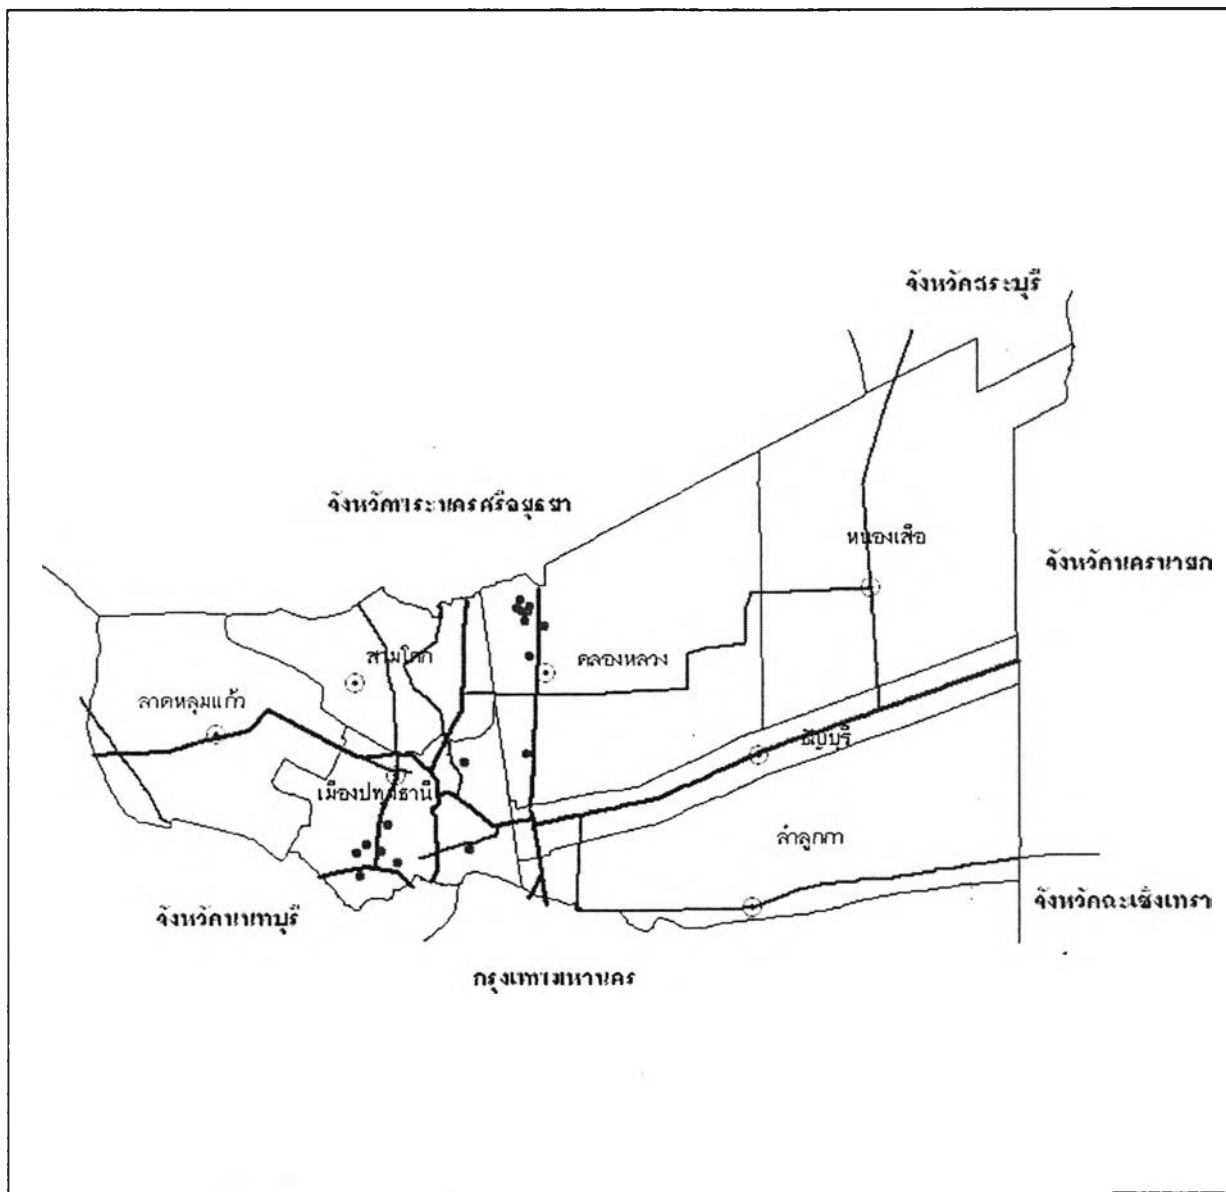 จังหวัดสระบุรี
จังหวัดพระนครศรีอยุธยา
หนองเสือ
จังหวัดนครนายก
สามโคก
คลองหลวง
ลาดหลุมแก้ว
ธัญบุรี
เมืองปทุมธานี
ลำลูกกา
จังหวัดฉะเชิงเทรา
จังหวัดนนทบุรี
กรุงเทพมหานคร